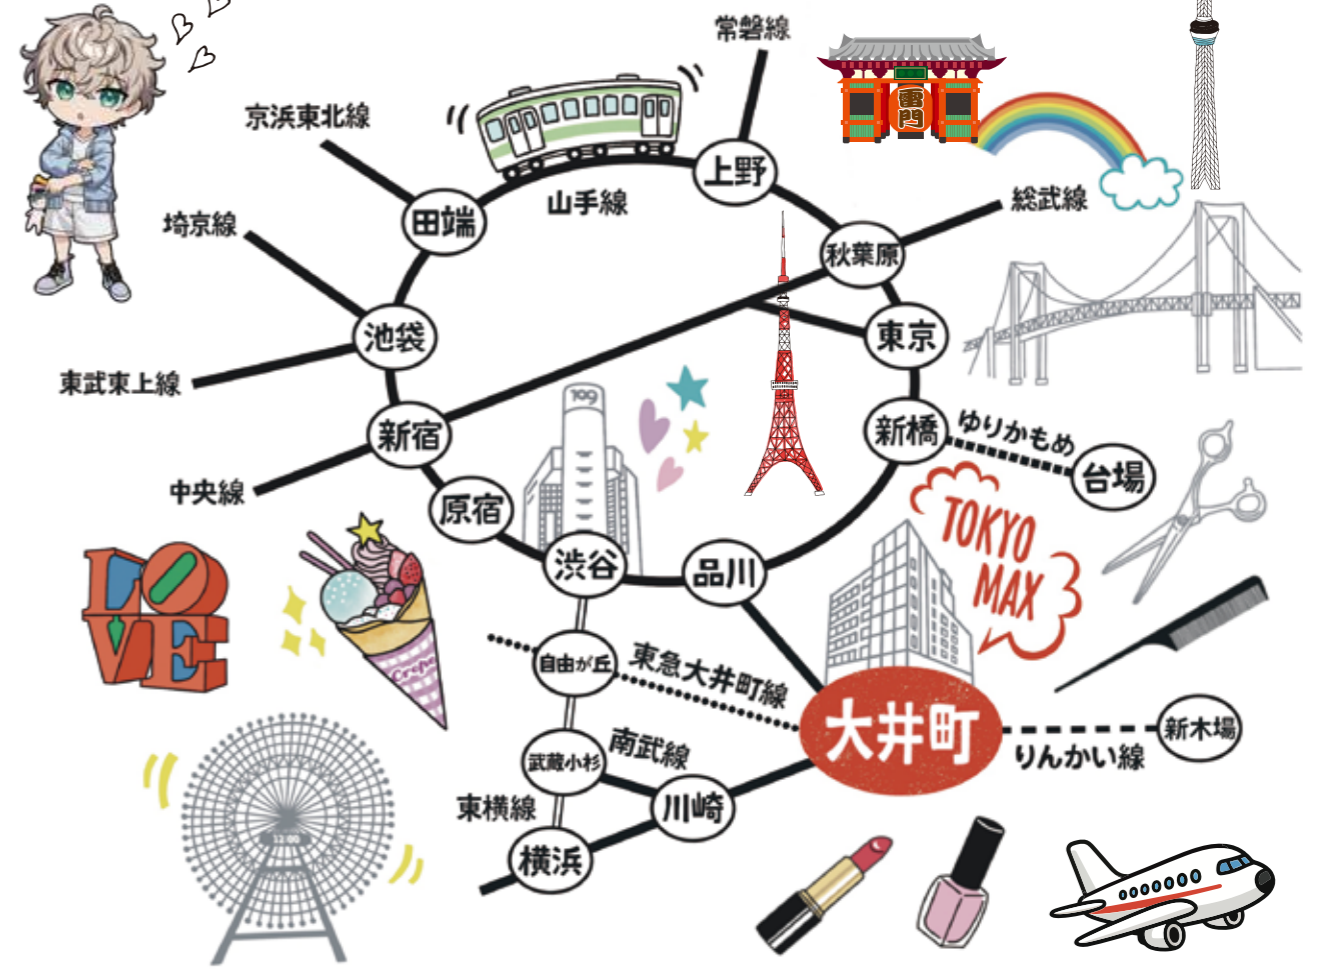 常磐線
京浜東北線
雷門
上野
山手線
田端
総武線
埼京線
秋葉原
池袋
東京
東武東上線
109
新宿
新橋
ゆりかもめ
台場
中央線
原宿
TOKYO
MAX
渋谷
品川
LOVE
Crepe
自由が丘
東急大井町線
大井町
新木場
りんかい線
南武線
武蔵小杉
東横線
川崎
横浜